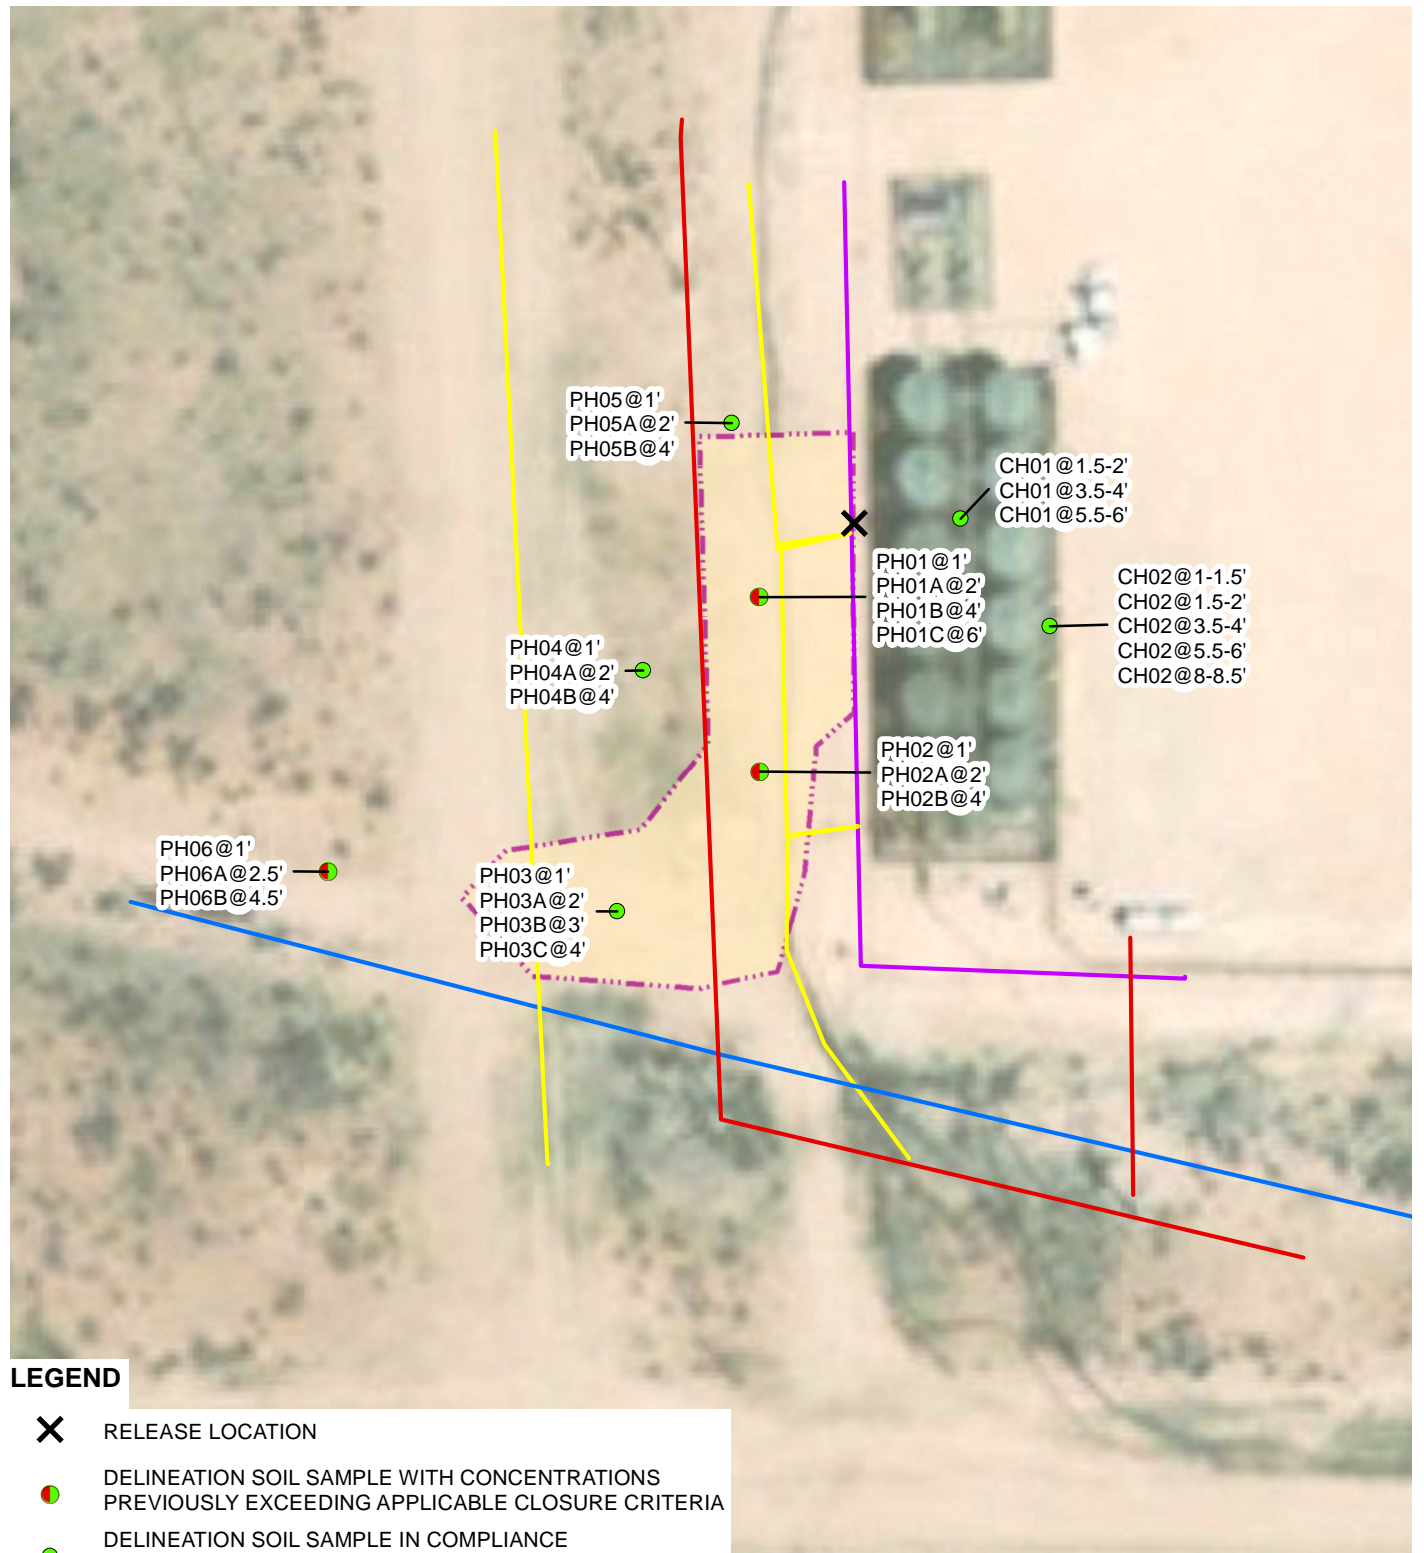 PH05@1'
PH05A@2'
PH05B@4'
CH01@1.5-2'
CH01@3.5-4'
CH01@5.5-6'
PH01@1'
PH01A@2'
PH01B@4'
PH01C@6'
CH02@1-1.5'
CH02@1.5-2'
CH02@3.5-4'
CH02@5.5-6'
CH02@8-8.5'
PH04@1'
PH04A@2'
PH04B@4'
PH02@1'
PH02A@2'
PH02B@4'
PH06@1'
PH06A@2.5'
PH06B@4.5'
PH03@1'
PH03A@2'
PH03B@3'
PH03C@4'
LEGEND
RELEASE LOCATION
DELINEATION SOIL SAMPLE WITH CONCENTRATIONS
PREVIOUSLY EXCEEDING APPLICABLE CLOSURE CRITERIA
DELINEATION SOIL SAMPLE IN COMPLIANCE